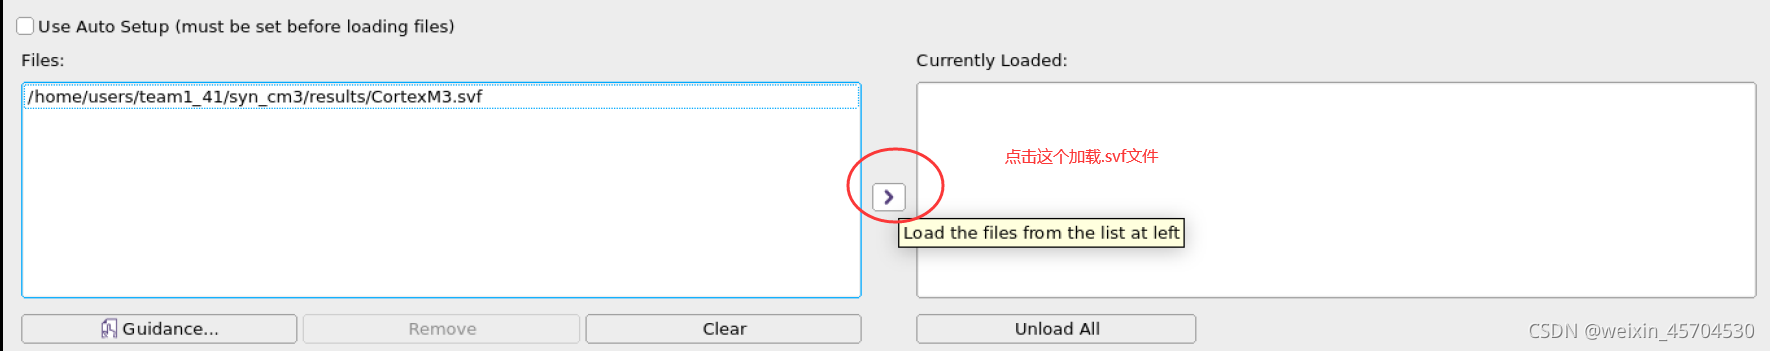 Use Auto Setup (must be set before loading files)
Files:
Currently Loaded:
/home/users/team1_41/syn_cm3/results/CortexM3.svf
点击这个加载.svf文件
Load the files from the list at left
Guidance...
Remove
Clear
Unload All
CSDN @weixin_45704530